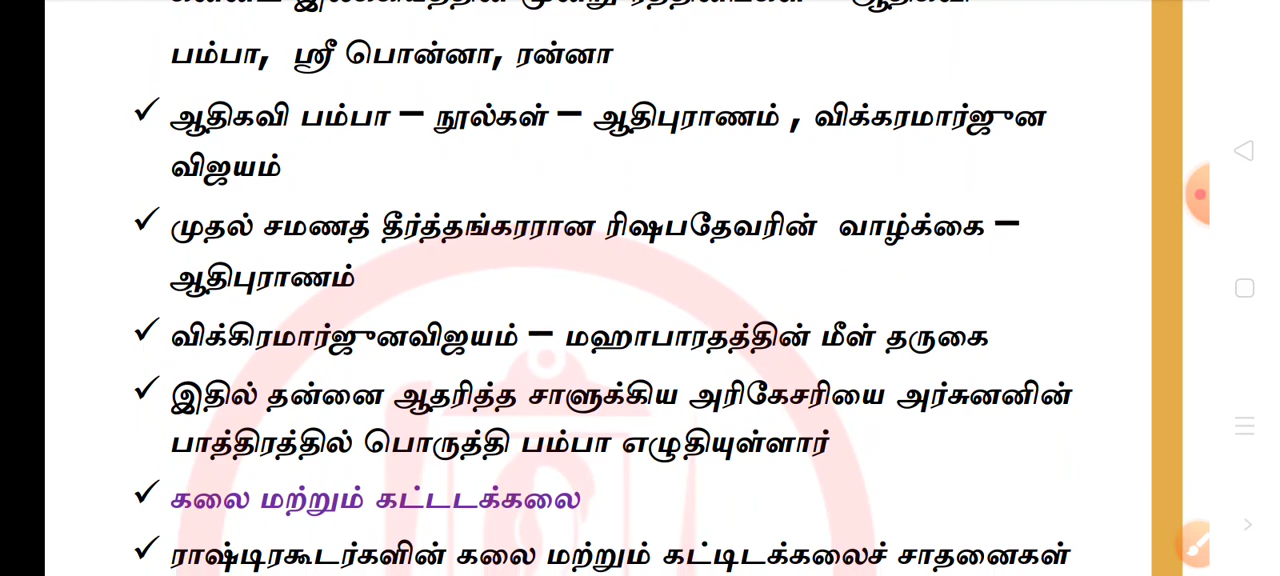 பம்பா, ஸ்ரீ பொன்னா, ரன்னா
✓ ஆதிகவி பம்பா – நூல்கள் – ஆதிபுராணம் , விக்கரமார்ஜுன
விஜயம்
✓ முதல் சமணத் தீர்த்தங்கரரான ரிஷபதேவரின் வாழ்க்கை –
ஆதிபுராணம்
✓ விக்கிரமார்ஜுனவிஜயம் – மஹாபாரதத்தின் மீள் தருகை
✓ இதில் தன்னை ஆதரித்த சாளுக்கிய அரிகேசரியை அர்சுனனின்
பாத்திரத்தில் பொருத்தி பம்பா எழுதியுள்ளார்
✓ கலை மற்றும் கட்டடக்கலை
✓ ராஷ்டிரகூடர்களின் கலை மற்றும் கட்டிடக்கலைச் சாதனைகள்